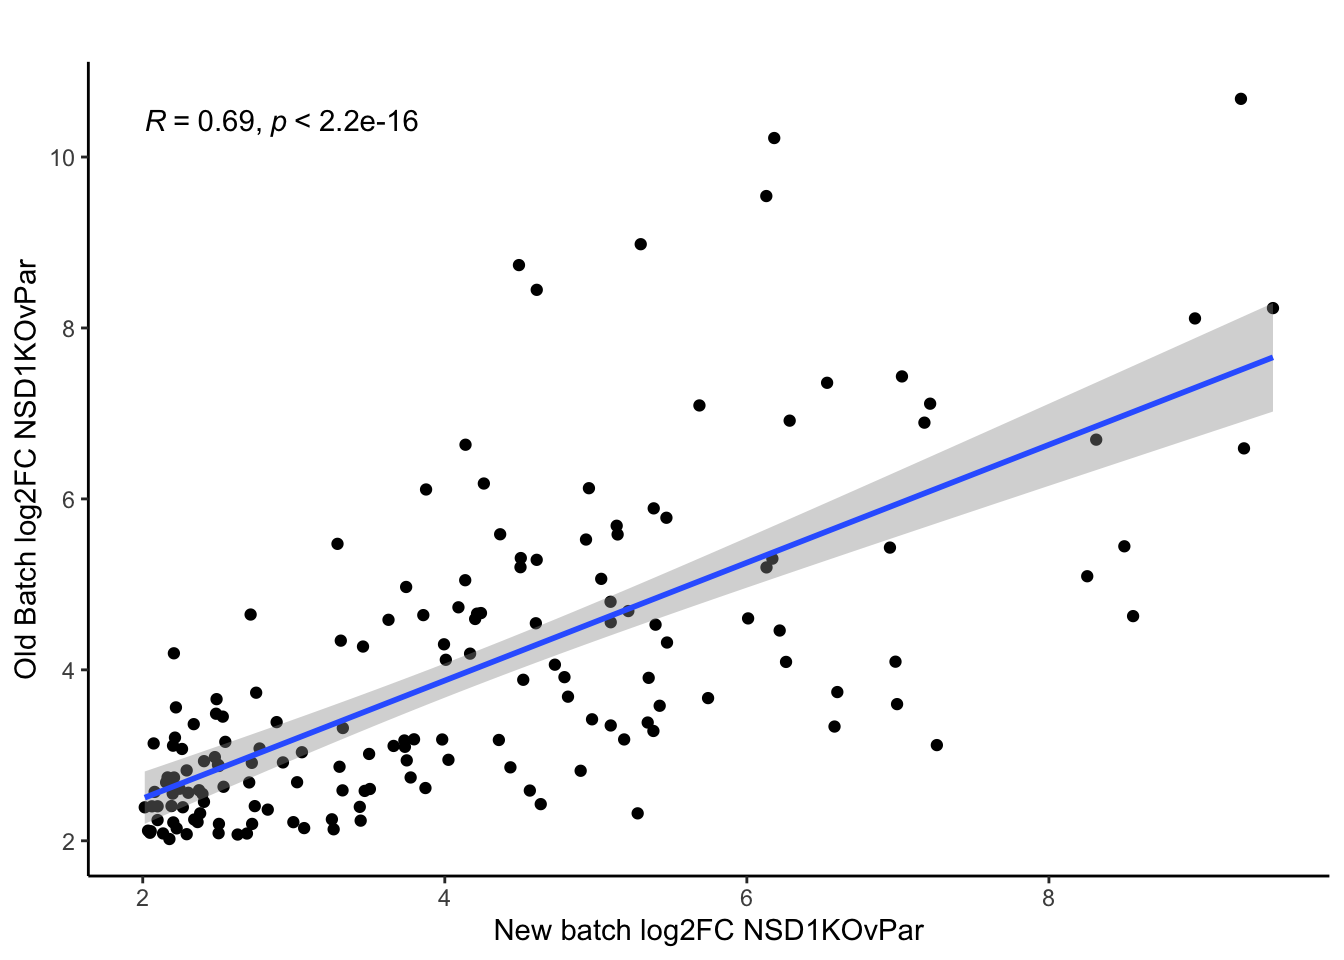 R = 0.69, p < 2.2e-16
10
8
6
4
2
Old Batch log2FC NSD1KOvPar
2 4 6 8
New batch log2FC NSD1KOvPar